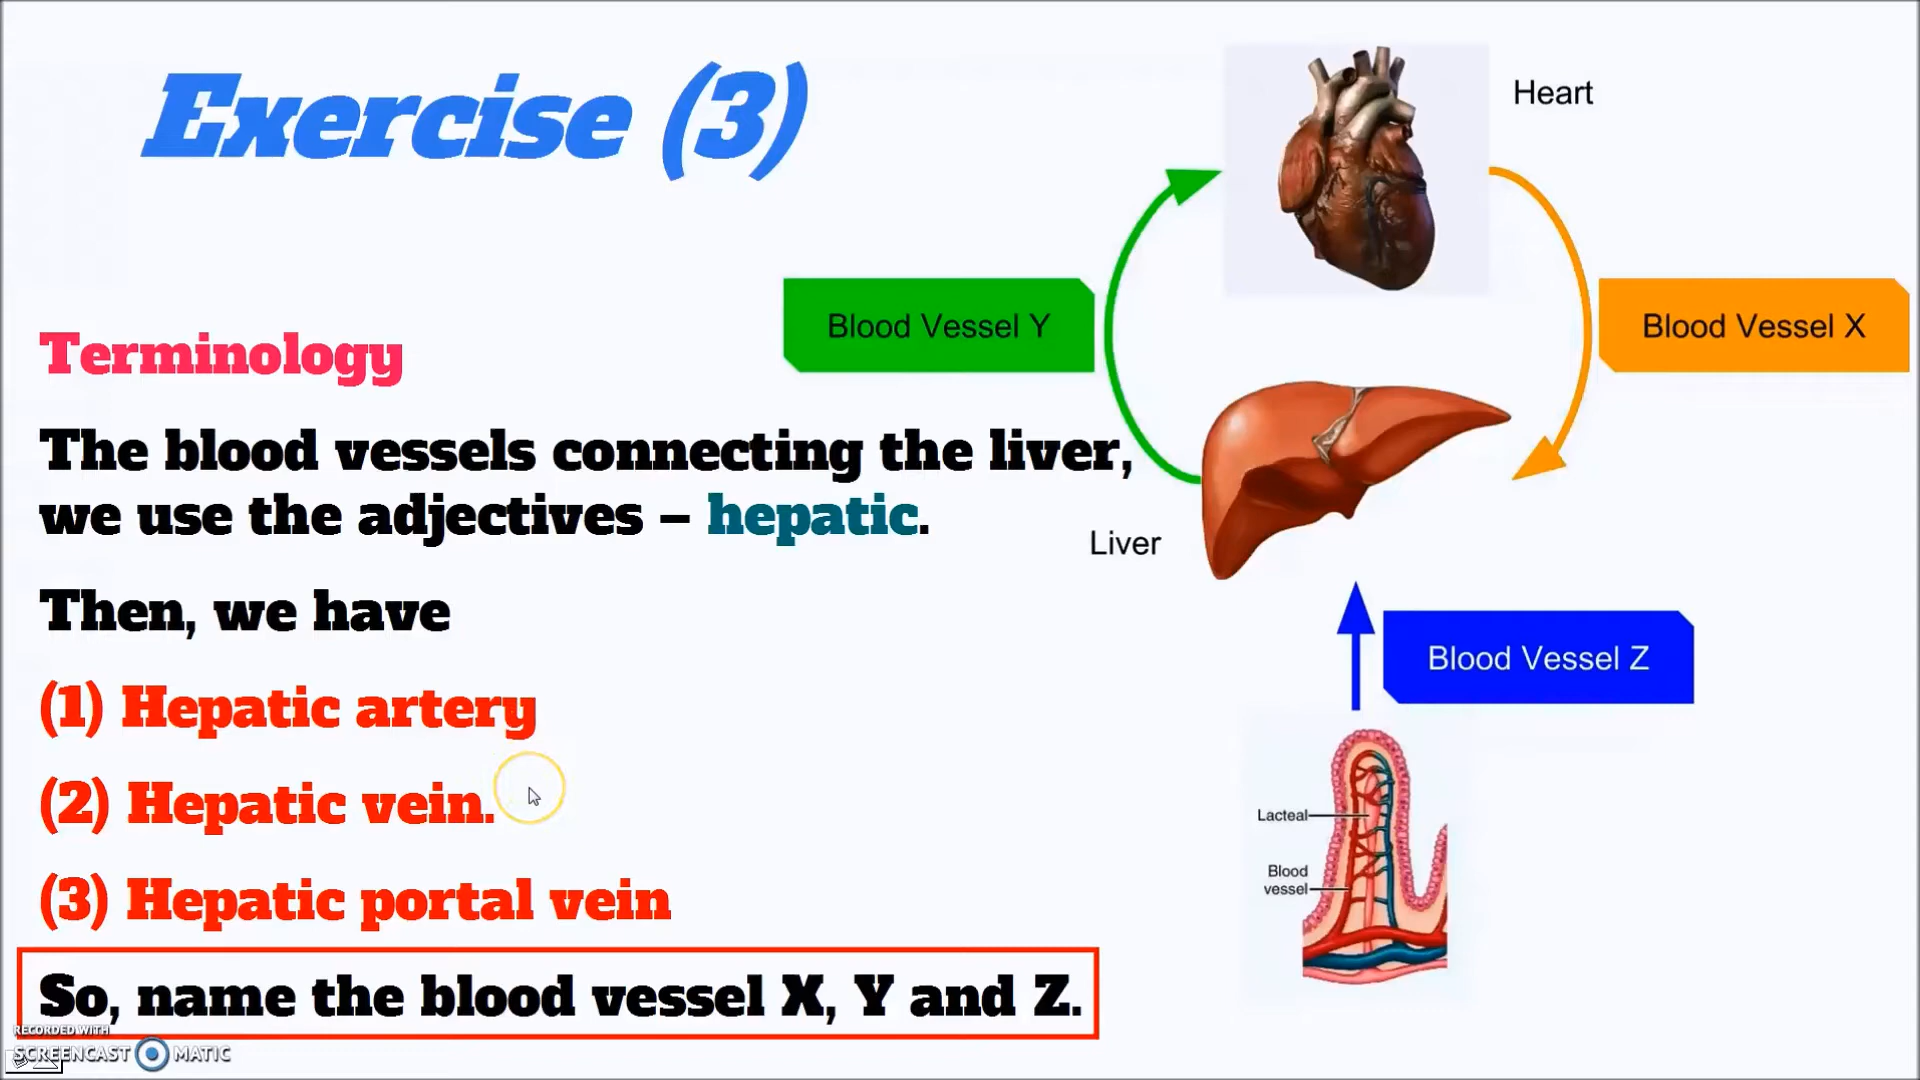 Exercise (3)
Heart
Blood Vessel Y
Blood Vessel X
Terminology
The blood vessels connecting the liver,
we use the adjectives – hepatic.
Liver
Then, we have
Blood Vessel Z
(1) Hepatic artery
(2) Hepatic vein.
(3) Hepatic portal vein
Lacteal
Blood
vessel
So, name the blood vessel X, Y and Z.
RECORDED WITH
SCREENCAST MATIC